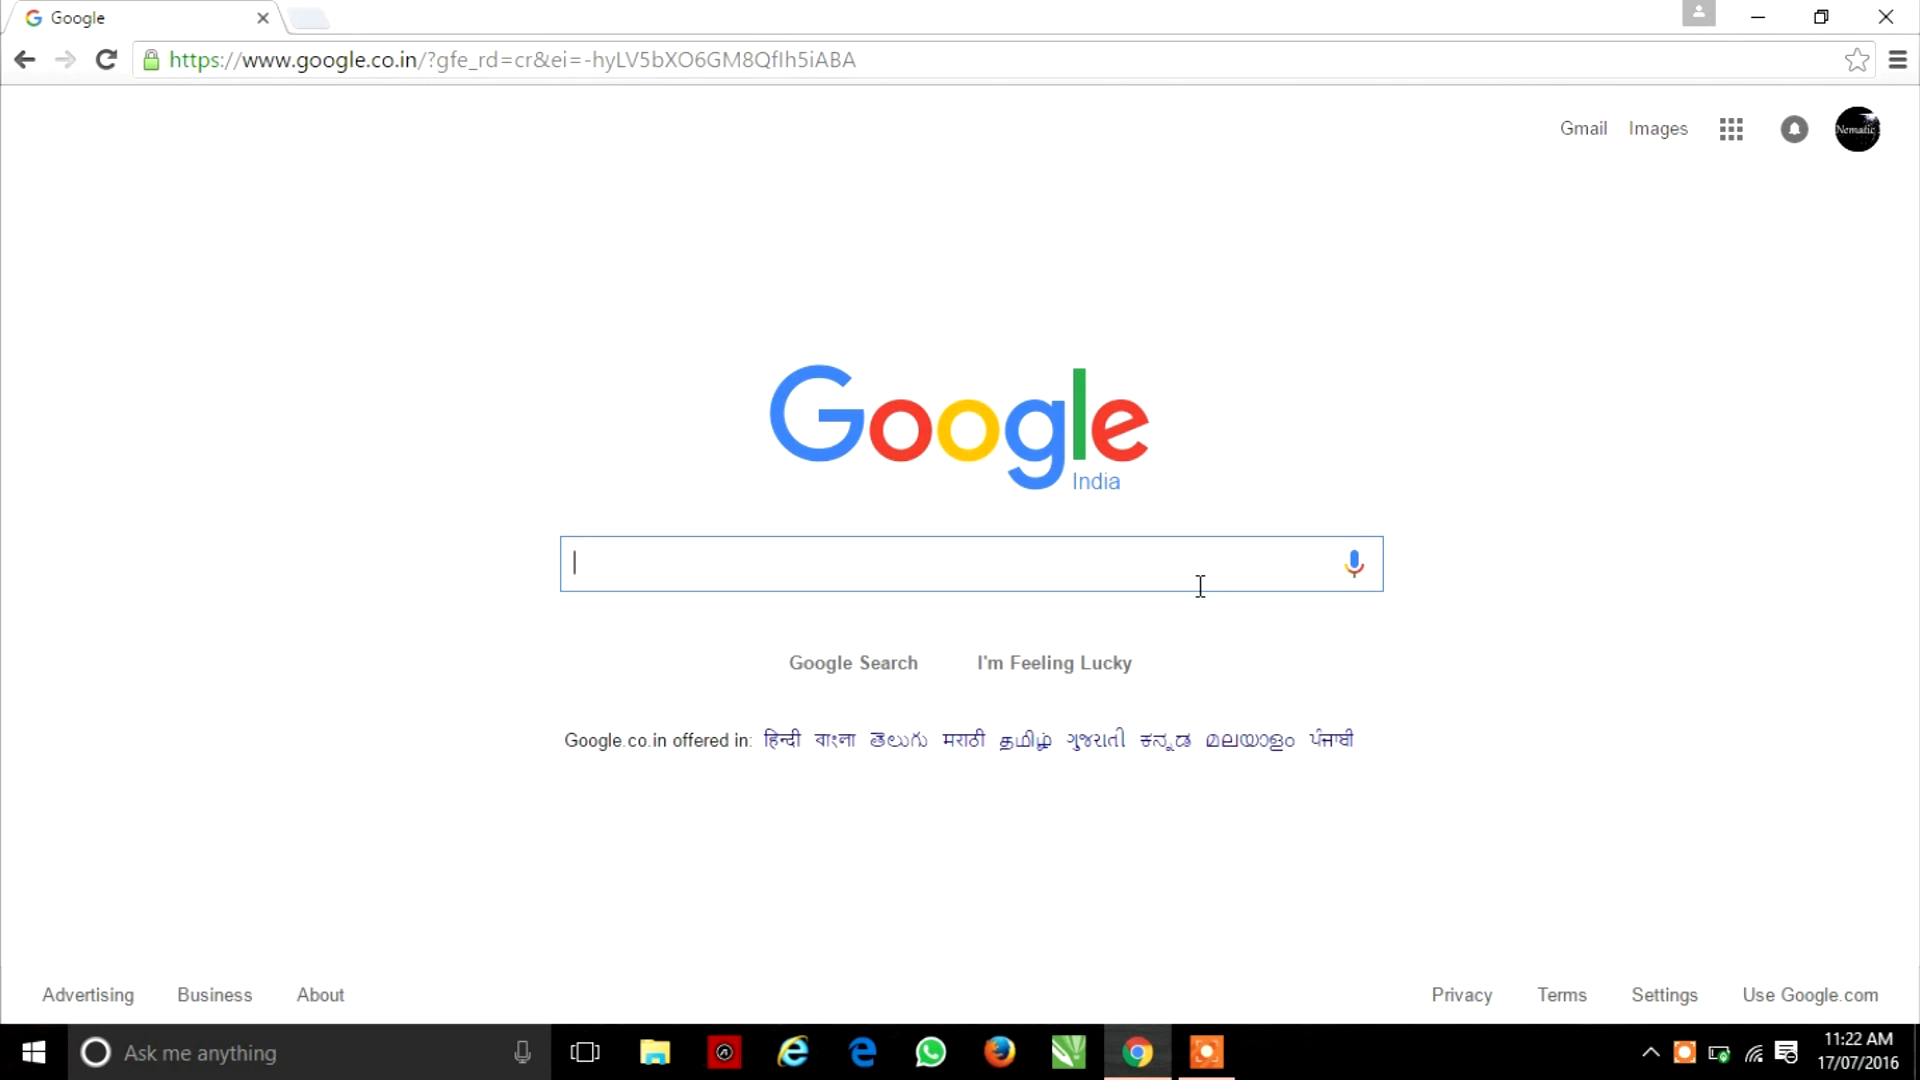 Google
https://www.google.co.in/?gfe_rd=cr&ei=-hyLV5bXO6GM8QfIh5iABA
Gmail Images
Nematic
Google
India
Google Search I'm Feeling Lucky
Google.co.in offered in: हिन्दी বাংলা తెలుగు मराठी தமிழ் ગુજરાતી ಕನ್ನಡ മലയാളം ਪੰਜਾਬੀ
Advertising Business About Privacy Terms Settings Use Google.com
Ask me anything
11:22 AM
17/07/2016